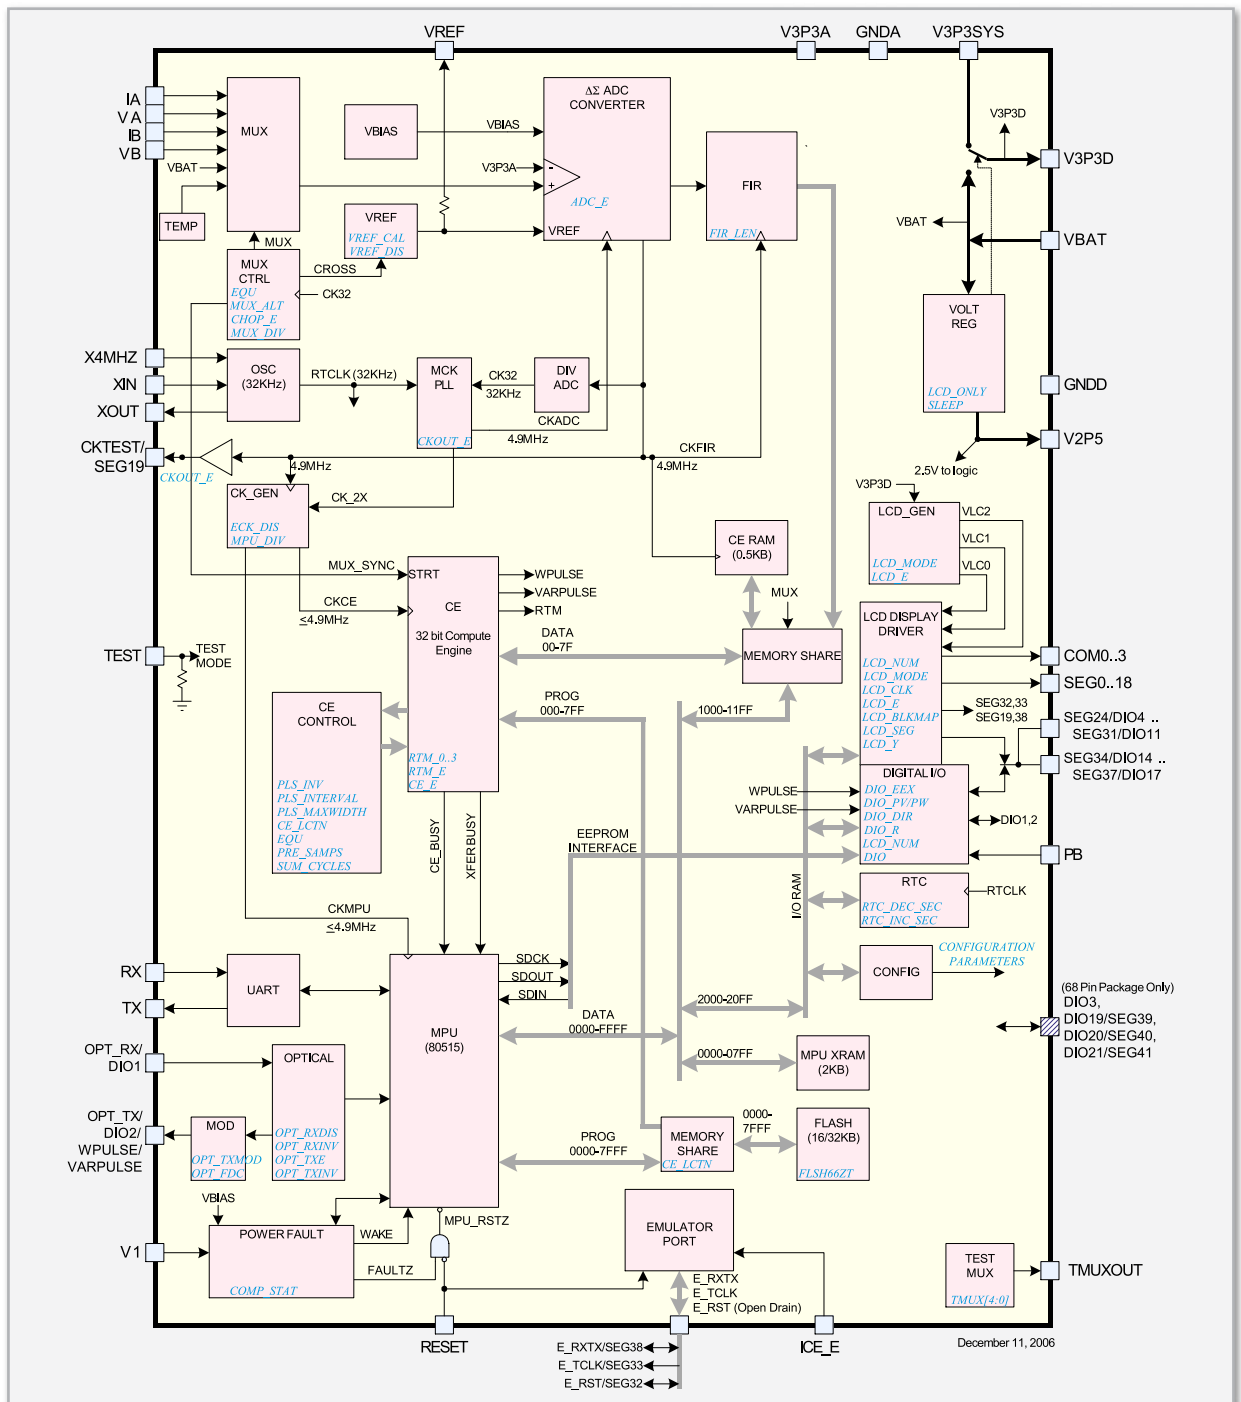 VREF
V3P3A
GNDA
V3P3SYS
IA
VA
IB
VB
VBAT
TEMP
MUX
VBIAS
VBIAS
V3P3A
ΔΣ ADC
CONVERTER
-
+
ADC_E
VREF
FIR
FIR_LEN
V3P3D
V3P3D
VBAT
VBAT
VREF
VREF_CAL
VREF_DIS
MUX
MUX
CTRL
EQU
MUX_ALT
CHOP_E
MUX_DIV
CROSS
CK32
VOLT
REG
LCD_ONLY
SLEEP
GNDD
V2P5
2.5V to logic
X4MHZ
XIN
XOUT
OSC
(32KHz)
RTCLK (32KHz)
MCK
PLL
CKOUT_E
CK32
32KHz
DIV
ADC
CKADC
4.9MHz
CKFIR
4.9MHz
CKTEST/
SEG19
CKOUT_E
4.9MHz
CK_GEN
ECK_DIS
MPU_DIV
CK_2X
V3P3D
LCD_GEN
LCD_MODE
LCD_E
VLC2
VLC1
VLC0
CE RAM
(0.5KB)
MUX_SYNC
STRT
CE
32 bit Compute
Engine
RTM_0..3
RTM_E
CE_E
CKCE
≤4.9MHz
WPULSE
VARPULSE
RTM
DATA
00-7F
MUX
MEMORY SHARE
LCD DISPLAY
DRIVER
LCD_NUM
LCD_MODE
LCD_CLK
LCD_E
LCD_BLKMAP
LCD_SEG
LCD_Y
COM0..3
SEG0..18
SEG32,33
SEG19,38
SEG24/DIO4 ..
SEG31/DIO11
SEG34/DIO14 ..
SEG37/DIO17
TEST
TEST
MODE
CE
CONTROL
PLS_INV
PLS_INTERVAL
PLS_MAXWIDTH
CE_LCTN
EQU
PRE_SAMPS
SUM_CYCLES
PROG
000-7FF
1000-11FF
WPULSE
VARPULSE
DIGITAL I/O
DIO_EEX
DIO_PV/PW
DIO_DIR
DIO_R
LCD_NUM
DIO
DIO1,2
PB
CE_BUSY
XFER BUSY
EEPROM
INTERFACE
I/O RAM
RTC
RTC_DEC_SEC
RTC_INC_SEC
RTCLK
CKMPU
≤4.9MHz
CONFIG
CONFIGURATION
PARAMETERS
RX
TX
UART
MPU
(80515)
SDCK
SDOUT
SDIN
DATA
0000-FFFF
2000-20FF
0000-07FF
MPU XRAM
(2KB)
(68 Pin Package Only)
DIO3,
DIO19/SEG39,
DIO20/SEG40,
DIO21/SEG41
OPT_RX/
DIO1
OPTICAL
OPT_RXDIS
OPT_RXINV
OPT_TXE
OPT_TXINV
OPT_TX/
DIO2/
WPULSE/
VARPULSE
MOD
OPT_TXMOD
OPT_FDC
PROG
0000-7FFF
MEMORY
SHARE
CE_LCTN
0000-
7FFF
FLASH
(16/32KB)
FLSH66ZT
VBIAS
V1
POWER FAULT
COMP_STAT
WAKE
FAULTZ
MPU_RSTZ
EMULATOR
PORT
E_RXTX
E_TCLK
E_RST (Open Drain)
TEST
MUX
TMUX[4:0]
TMUXOUT
RESET
ICE_E
December 11, 2006
E_RXTX/SEG38
E_TCLK/SEG33
E_RST/SEG32